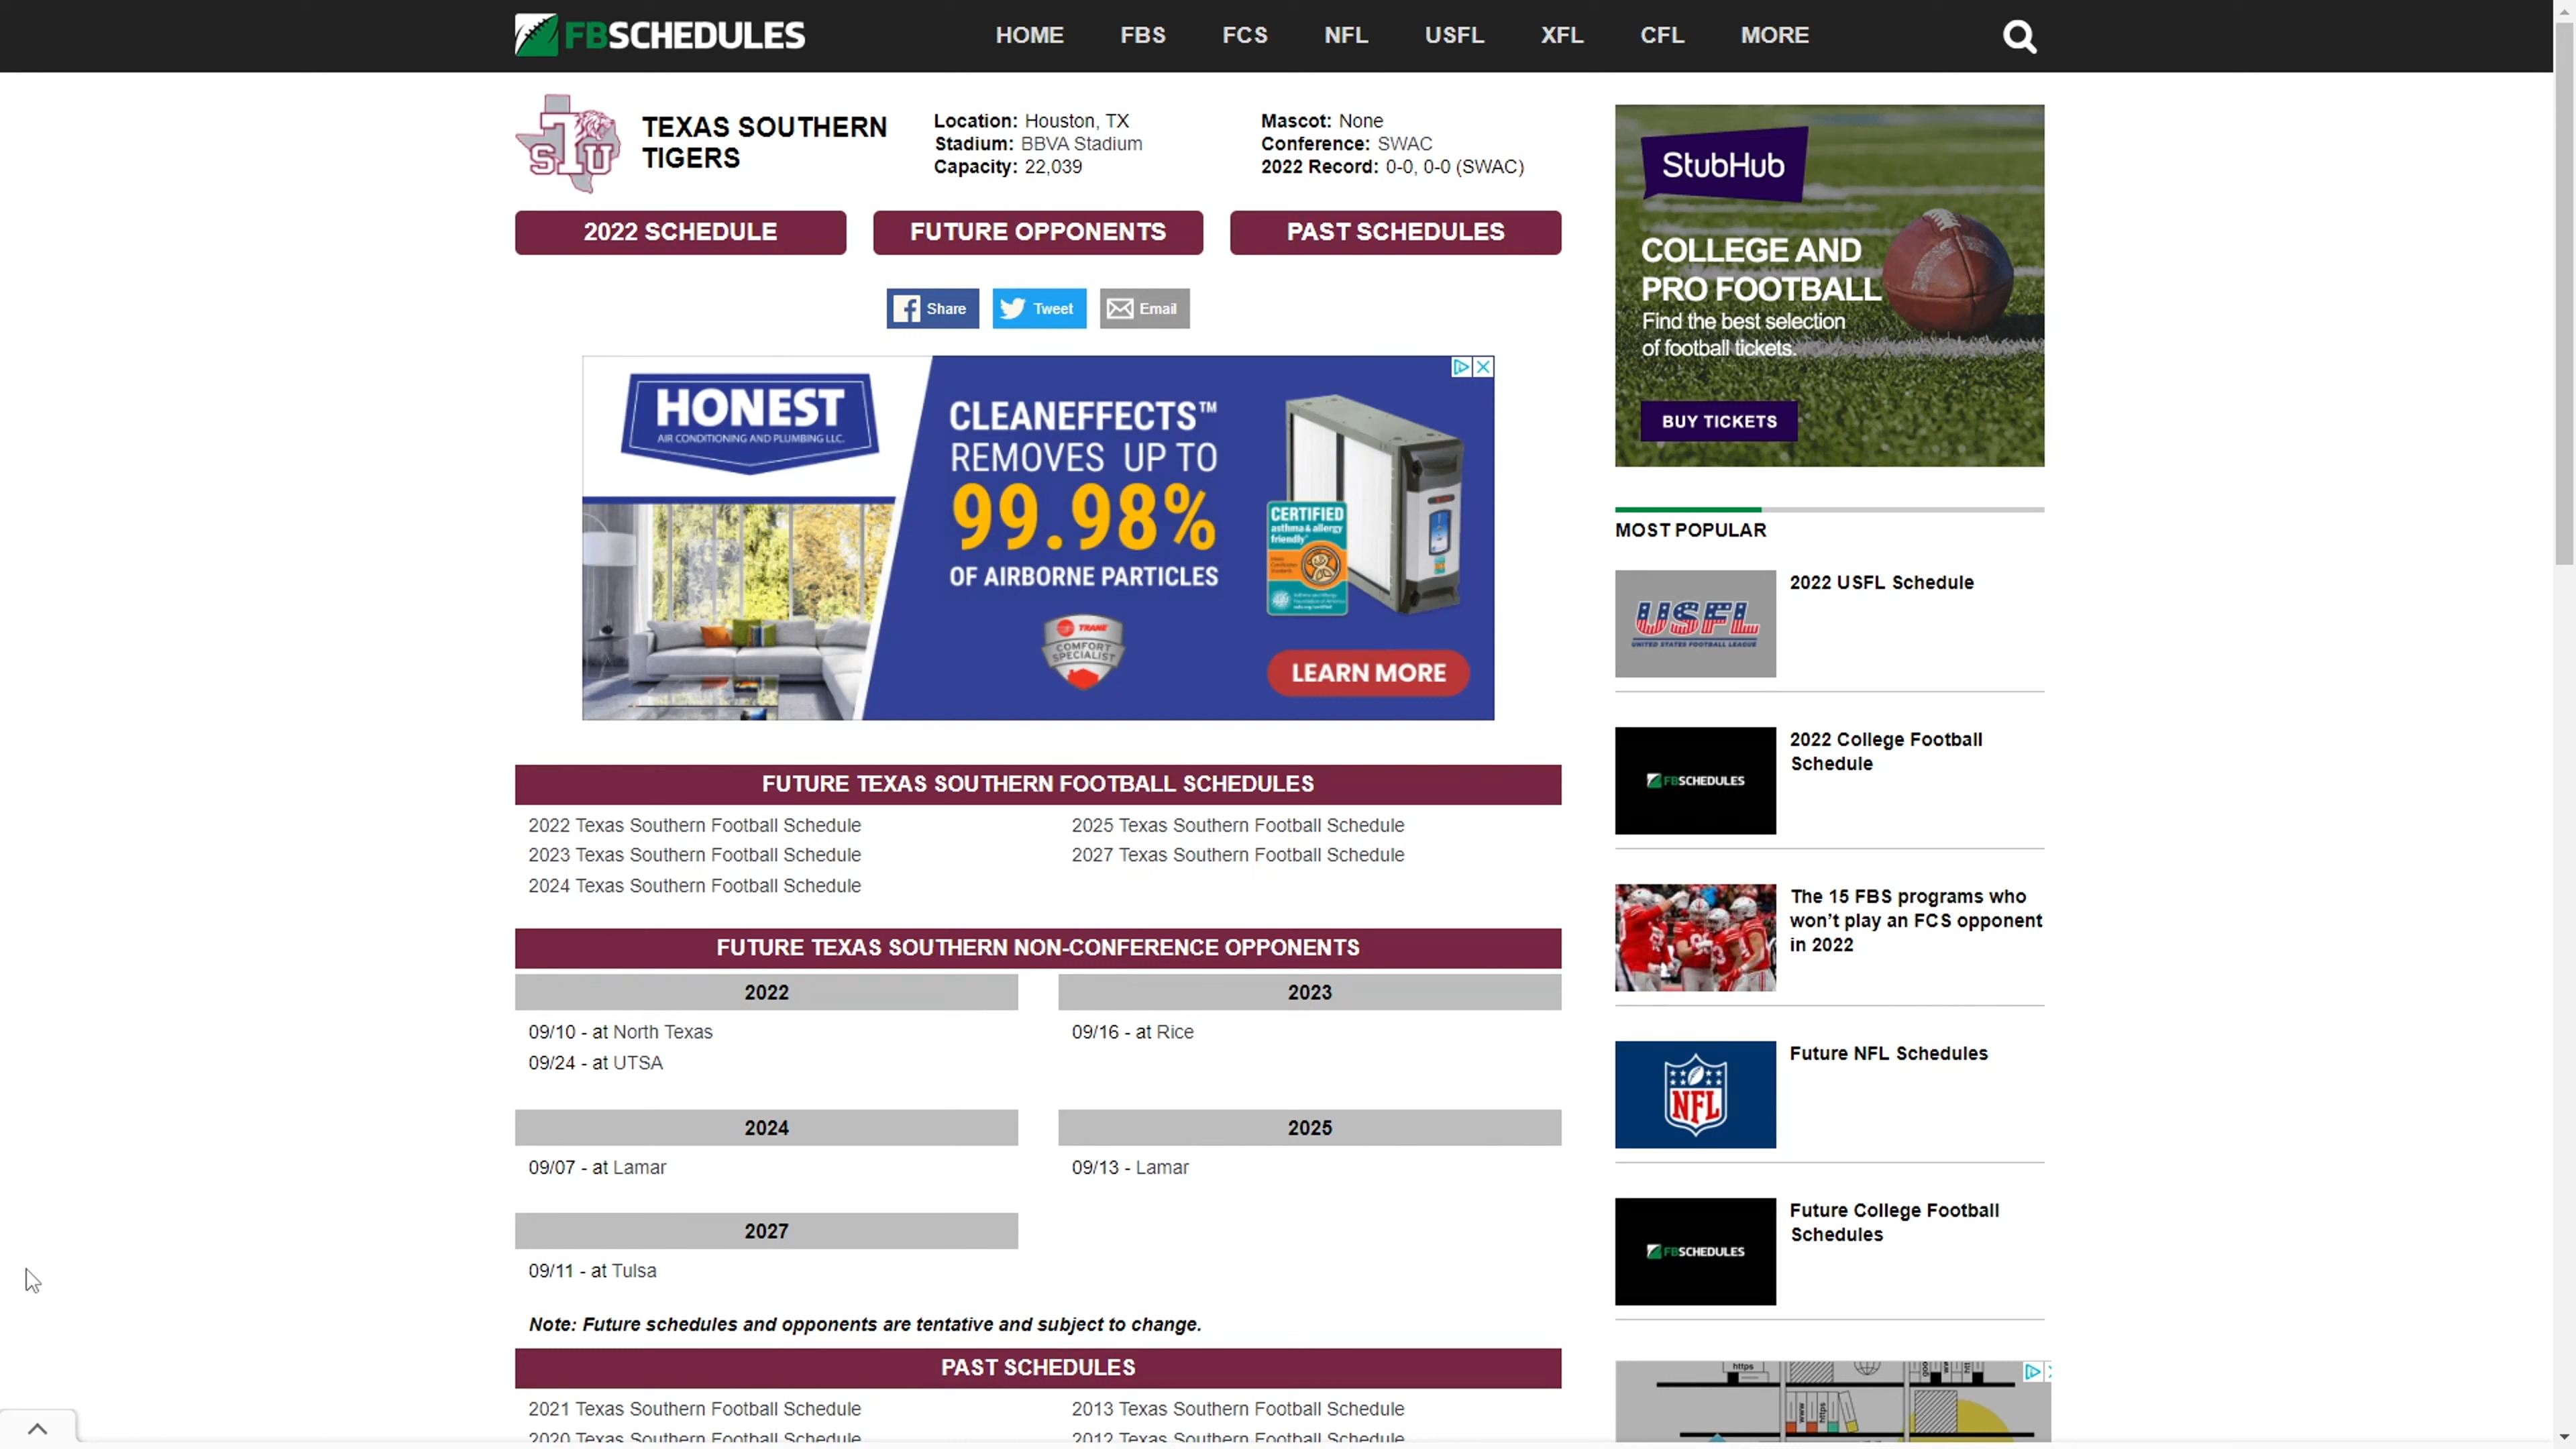 FBSCHEDULES
HOME FBS FCS NFL USFL XFL CFL MORE
STU
TEXAS SOUTHERN
TIGERS
Location: Houston, TX
Stadium: BBVA Stadium
Capacity: 22,039
Mascot: None
Conference: SWAC
2022 Record: 0-0, 0-0 (SWAC)
2022 SCHEDULE
FUTURE OPPONENTS
PAST SCHEDULES
Share
Tweet
Email
HONEST
AIR CONDITIONING AND PLUMBING LLC.
CLEANEFFECTS™
REMOVES UP TO
99.98%
OF AIRBORNE PARTICLES
TRANE
COMFORT
SPECIALIST
CERTIFIED
asthma & allergy
friendly
LEARN MORE
FUTURE TEXAS SOUTHERN FOOTBALL SCHEDULES
2022 Texas Southern Football Schedule
2023 Texas Southern Football Schedule
2024 Texas Southern Football Schedule
2025 Texas Southern Football Schedule
2027 Texas Southern Football Schedule
FUTURE TEXAS SOUTHERN NON-CONFERENCE OPPONENTS
2022
09/10 - at North Texas
09/24 - at UTSA
2023
09/16 - at Rice
2024
09/07 - at Lamar
2025
09/13 - Lamar
2027
09/11 - at Tulsa
Note: Future schedules and opponents are tentative and subject to change.
PAST SCHEDULES
2021 Texas Southern Football Schedule
2020 Texas Southern Football Schedule
2013 Texas Southern Football Schedule
2012 Texas Southern Football Schedule
StubHub
COLLEGE AND
PRO FOOTBALL
Find the best selection
of football tickets.
BUY TICKETS
MOST POPULAR
USFL
UNITED STATES FOOTBALL LEAGUE
2022 USFL Schedule
FBSCHEDULES
2022 College Football
Schedule
The 15 FBS programs who
won't play an FCS opponent
in 2022
NFL
Future NFL Schedules
FBSCHEDULES
Future College Football
Schedules
https
www
https